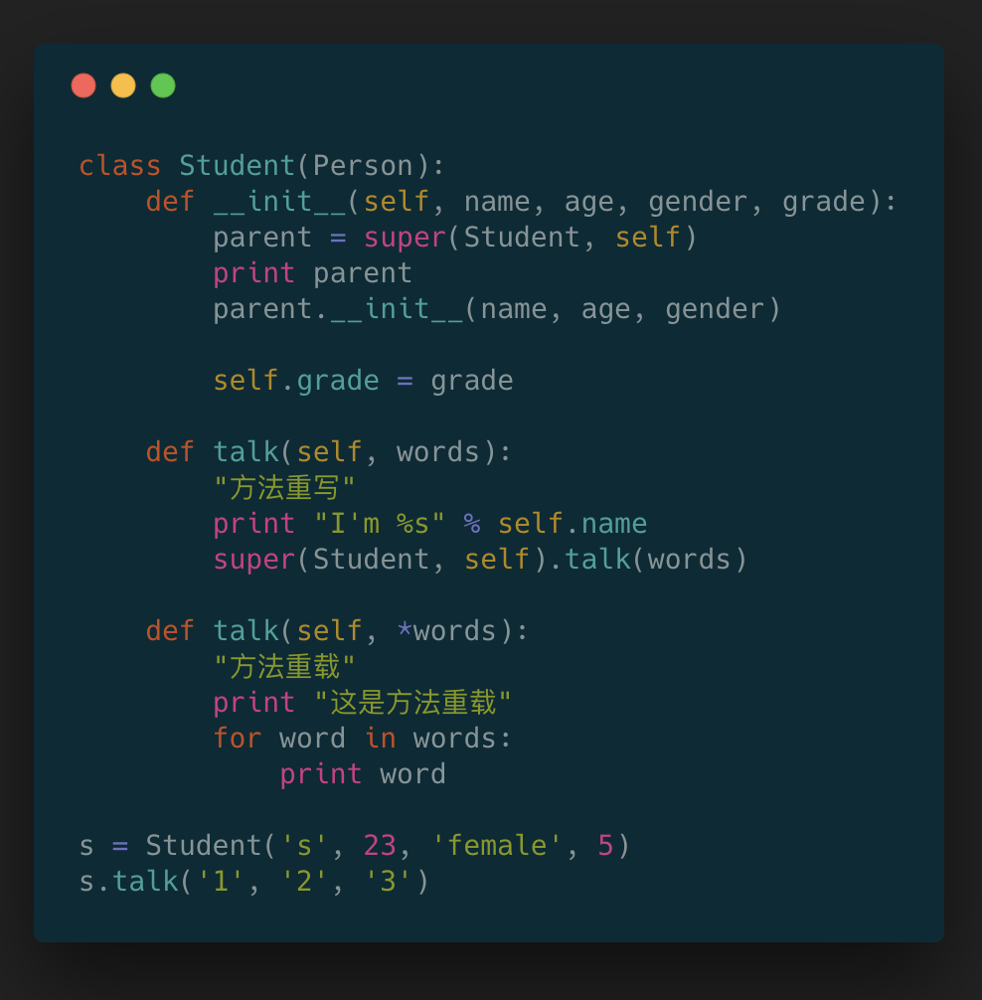 class Student(Person):
    def __init__(self, name, age, gender, grade):
        parent = super(Student, self)
        print parent
        parent.__init__(name, age, gender)

        self.grade = grade

    def talk(self, words):
        "方法重写"
        print "I'm %s" % self.name
        super(Student, self).talk(words)

    def talk(self, *words):
        "方法重载"
        print "这是方法重载"
        for word in words:
            print word

s = Student('s', 23, 'female', 5)
s.talk('1', '2', '3')